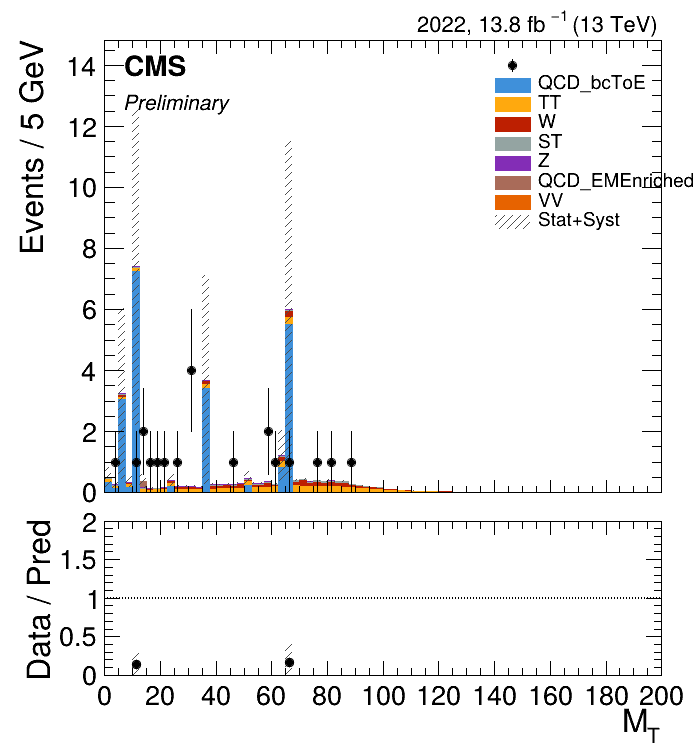 2022, 13.8 fb⁻¹ (13 TeV)
Events / 5 GeV
14
12
10
8
6
4
2
0
CMS
Preliminary
QCD_bcToE
TT
W
ST
Z
QCD_EMEnriched
VV
Stat+Syst
Data / Pred
2
1.5
1
0.5
0
0 20 40 60 80 100 120 140 160 180 200
M_T